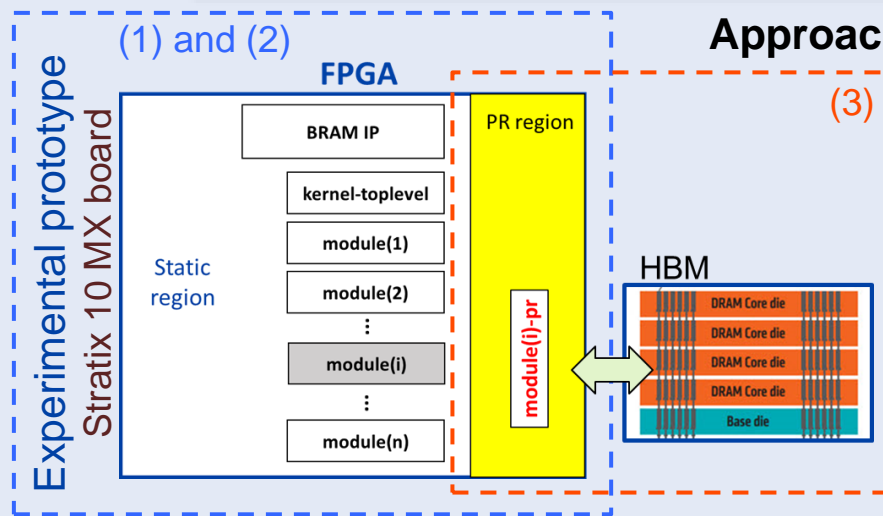 (1) and (2)
Approac
Experimental prototype
Stratix 10 MX board
FPGA
(3)
BRAM IP
PR region
kernel-toplevel
module(1)
Static
region
module(2)
⋮
module(i)
⋮
module(n)
module(i)-pr
HBM
DRAM Core die
DRAM Core die
DRAM Core die
DRAM Core die
Base die